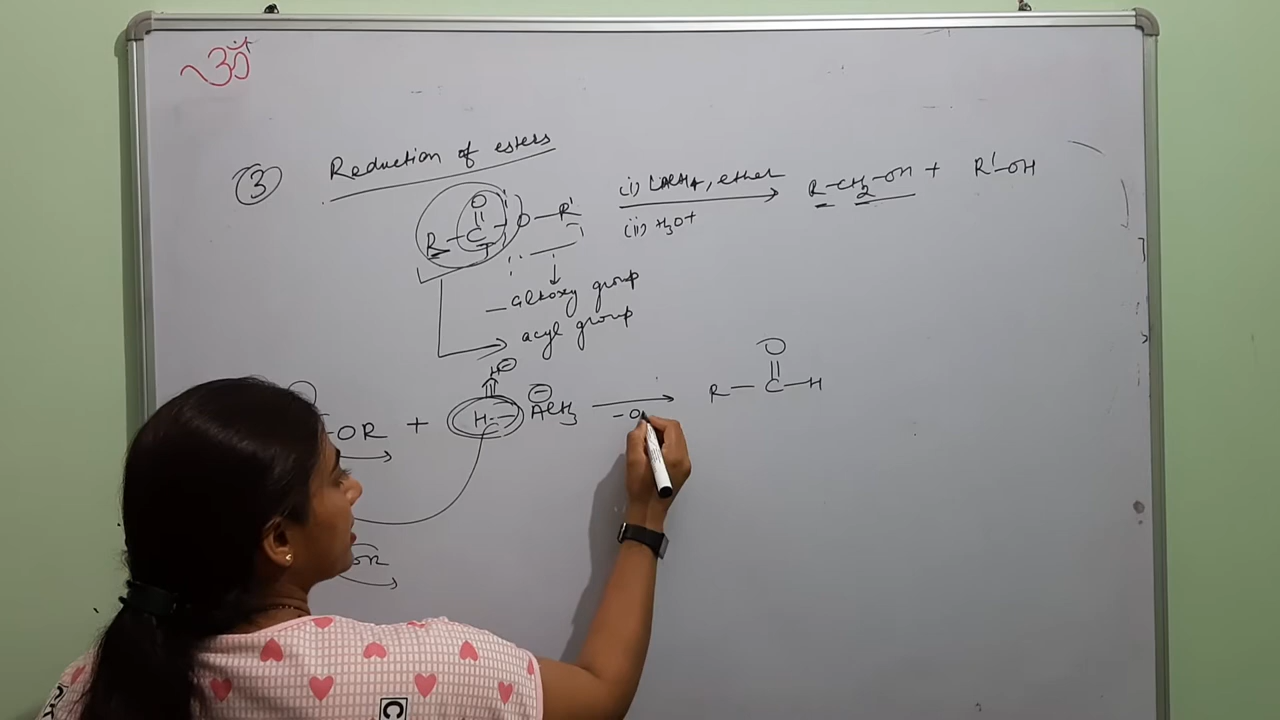 ॐ
③ Reduction of esters
O
R – C – O – R'
(i) LiAlH4, ether
(ii) H3O+
R–CH2–OH + R'–OH
alkoxy group
acyl group
H⊖
–OR + H – AlH3⊖ → R – C – H
O
– O
C